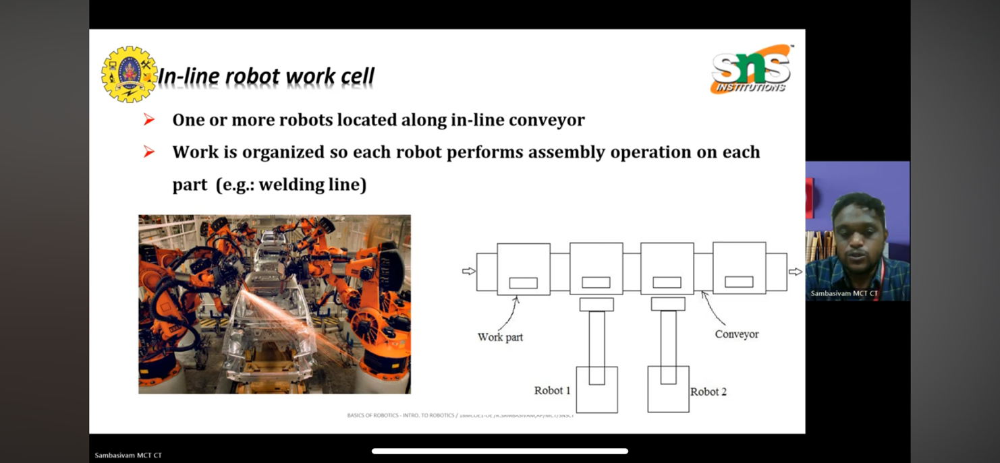 In-line robot work cell
sns
INSTITUTIONS
One or more robots located along in-line conveyor
Work is organized so each robot performs assembly operation on each
part (e.g.: welding line)
Work part
Conveyor
Robot 1
Robot 2
BASICS OF ROBOTICS - INTRO. TO ROBOTICS /
Sambasivam MCT CT
Sambasivam MCT CT